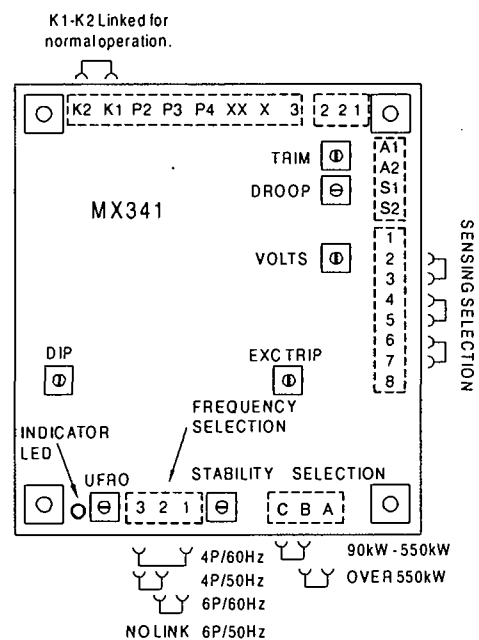 K1-K2 Linked for
normal operation.
K2 K1 P2 P3 P4 XX X 3 2 2 1
TRIM
DROOP
A1
A2
S1
S2
MX341
VOLTS
1
2
3
4
5
6
7
8
SENSING SELECTION
DIP
EXC TRIP
FREQUENCY
SELECTION
INDICATOR
LED
UFRO
STABILITY SELECTION
3 2 1
C B A
4P/60Hz
4P/50Hz
6P/60Hz
NO LINK 6P/50Hz
90kW - 550kW
OVER 550kW